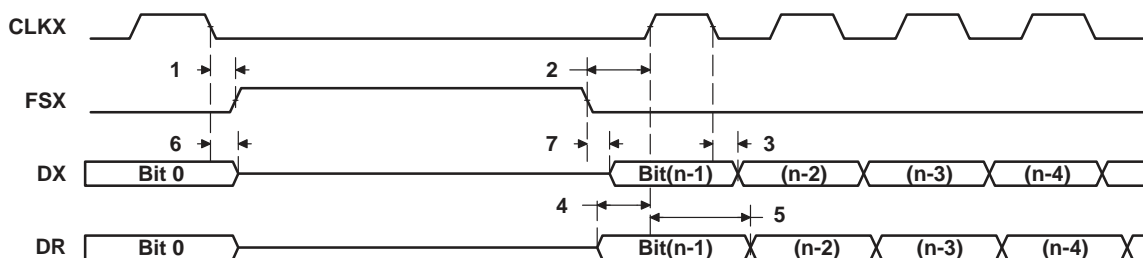 CLKX
1 2
FSX
6 7 3
DX Bit 0 Bit(n-1) (n-2) (n-3) (n-4)
4 5
DR Bit 0 Bit(n-1) (n-2) (n-3) (n-4)